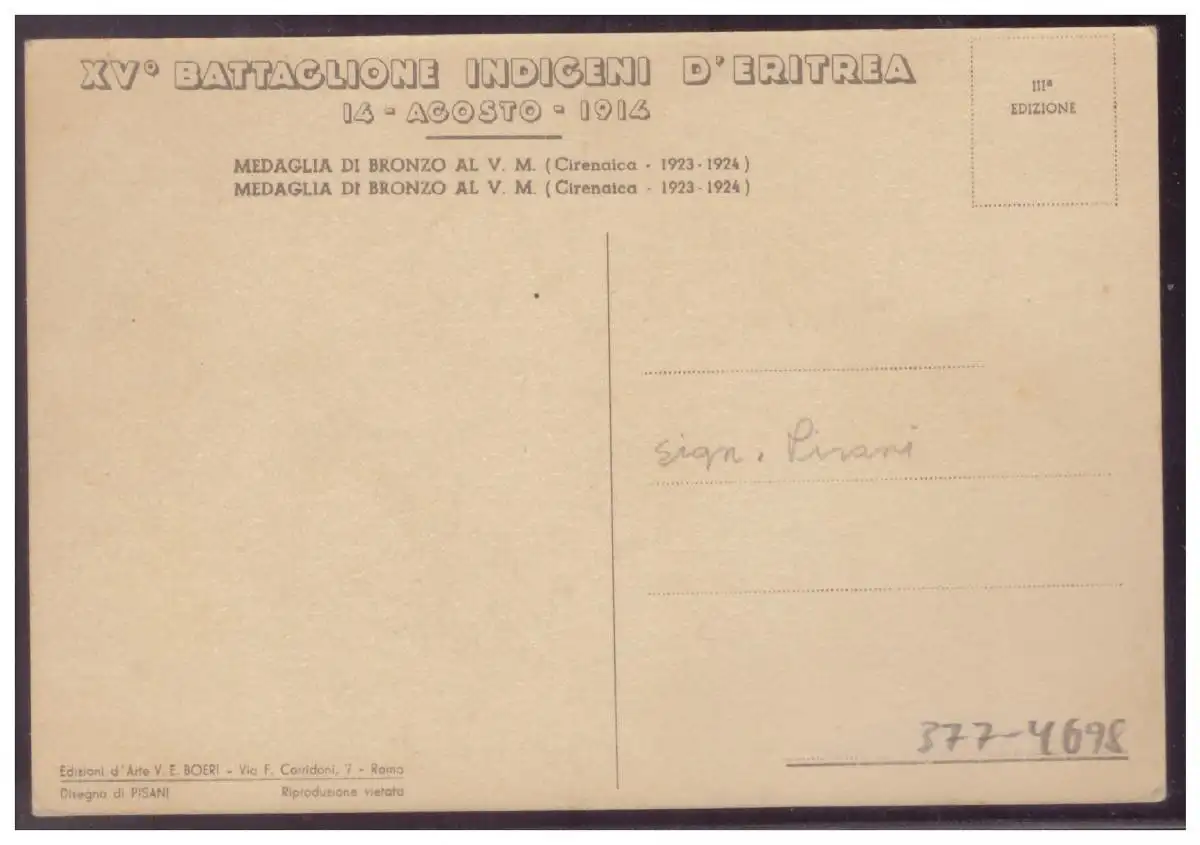 XV° BATTAGLIONE INDIGENI D'ERITREA
14 - AGOSTO - 1914
MEDAGLIA DI BRONZO AL V. M. (Cirenaica - 1923-1924)
MEDAGLIA DI BRONZO AL V. M. (Cirenaica - 1923-1924)
IIIª
EDIZIONE
sign. Pisani
377-4698
Edizioni d'Arte V. E. BOERI - Via F. Corridoni, 7 - Roma
Disegno di PISANI Riproduzione vietata